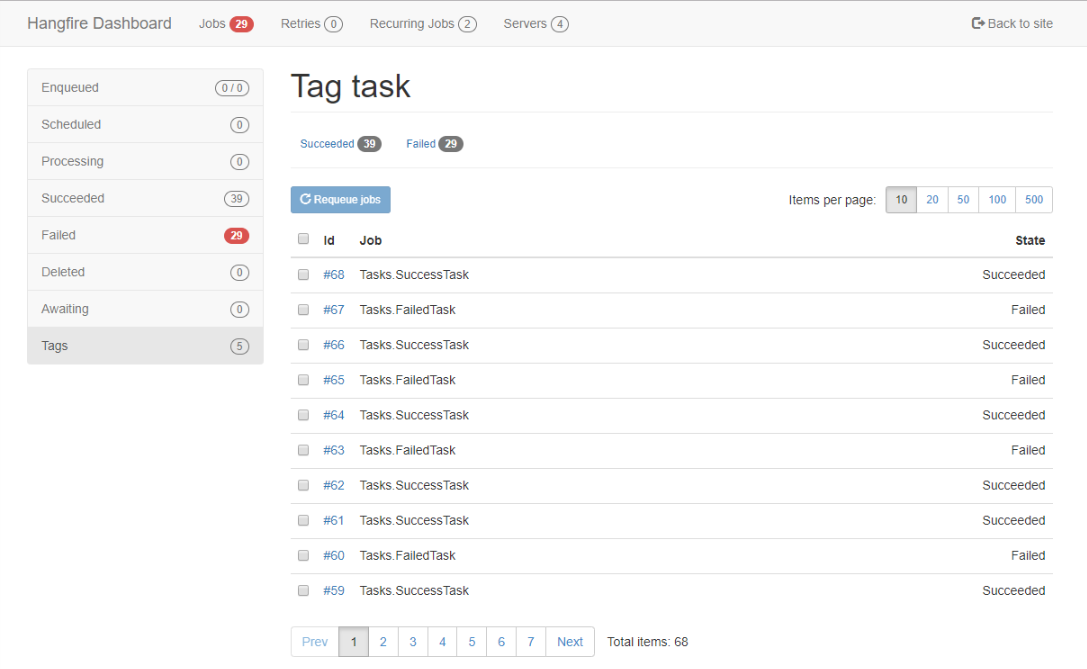 Hangfire Dashboard Jobs 29 Retries 0 Recurring Jobs 2 Servers 4 Back to site
Enqueued 0 / 0
Scheduled 0
Processing 0
Succeeded 39
Failed 29
Deleted 0
Awaiting 0
Tags 5
Tag task
Succeeded 39 Failed 29
Requeue jobs Items per page: 10 20 50 100 500
Id Job State
#68 Tasks.SuccessTask Succeeded
#67 Tasks.FailedTask Failed
#66 Tasks.SuccessTask Succeeded
#65 Tasks.FailedTask Failed
#64 Tasks.SuccessTask Succeeded
#63 Tasks.FailedTask Failed
#62 Tasks.SuccessTask Succeeded
#61 Tasks.SuccessTask Succeeded
#60 Tasks.FailedTask Failed
#59 Tasks.SuccessTask Succeeded
Prev 1 2 3 4 5 6 7 Next Total items: 68